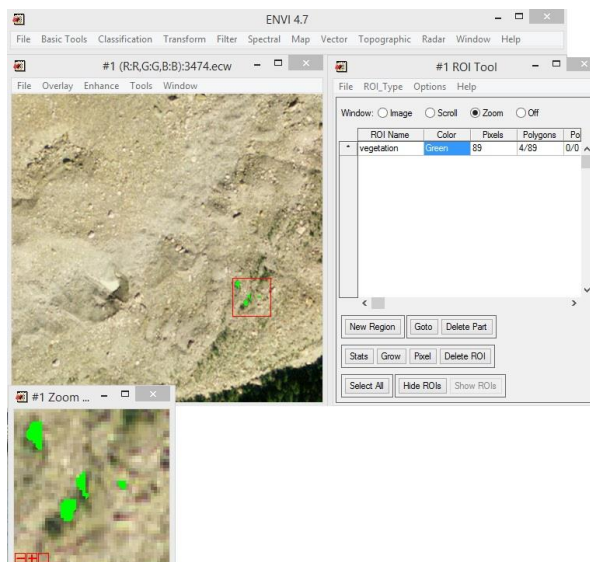 ENVI 4.7
File Basic Tools Classification Transform Filter Spectral Map Vector Topographic Radar Window Help
#1 (R:R,G:G,B:B):3474.ecw
File Overlay Enhance Tools Window
#1 ROI Tool
File ROI_Type Options Help
Window: Image Scroll Zoom Off
ROI Name Color Pixels Polygons Po
* vegetation Green 89 4/89 0/0
New Region Goto Delete Part
Stats Grow Pixel Delete ROI
Select All Hide ROIs Show ROIs
#1 Zoom ...